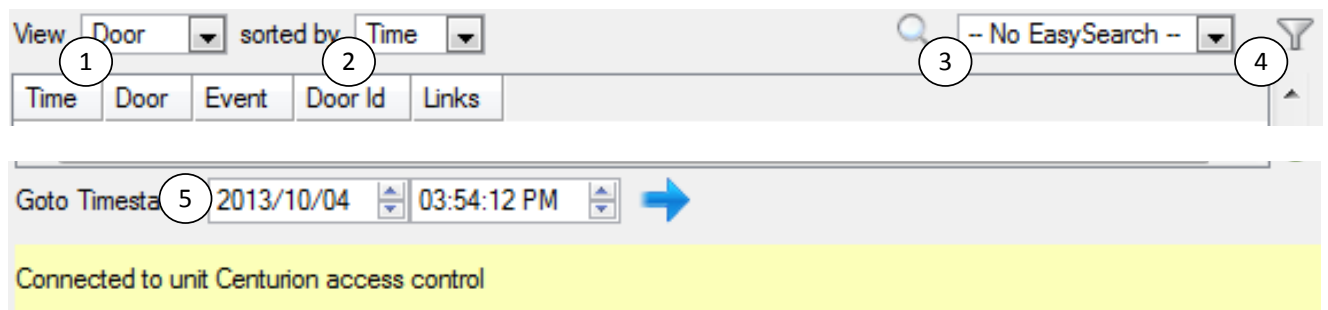 View Door sorted by Time -- No EasySearch --
1 2 3 4
Time Door Event Door Id Links
Goto Timesta 5 2013/10/04 03:54:12 PM
Connected to unit Centurion access control